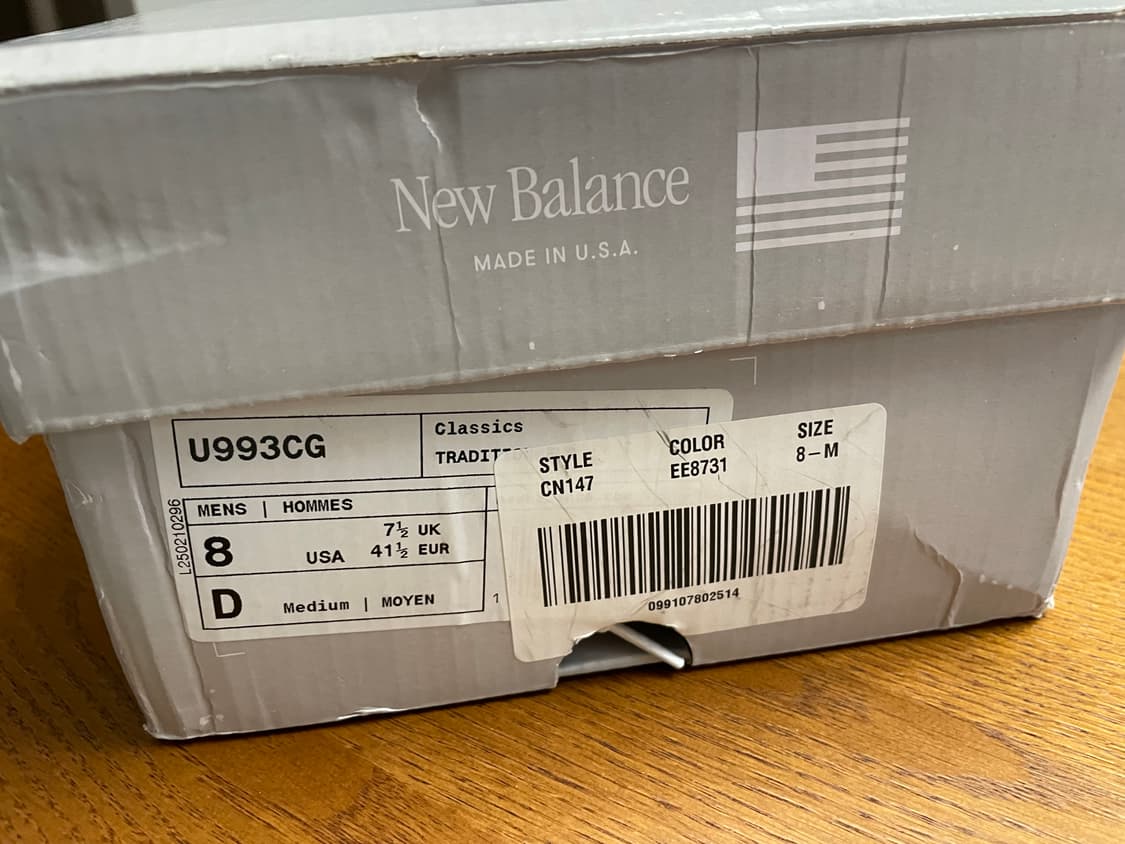 New Balance
MADE IN U.S.A.
U993CG
Classics
MENS | HOMMES
8 USA 7½ UK
41½ EUR
D Medium | MOYEN
L250210296
STYLE
CN147
COLOR
EE8731
SIZE
8-M
099107802514